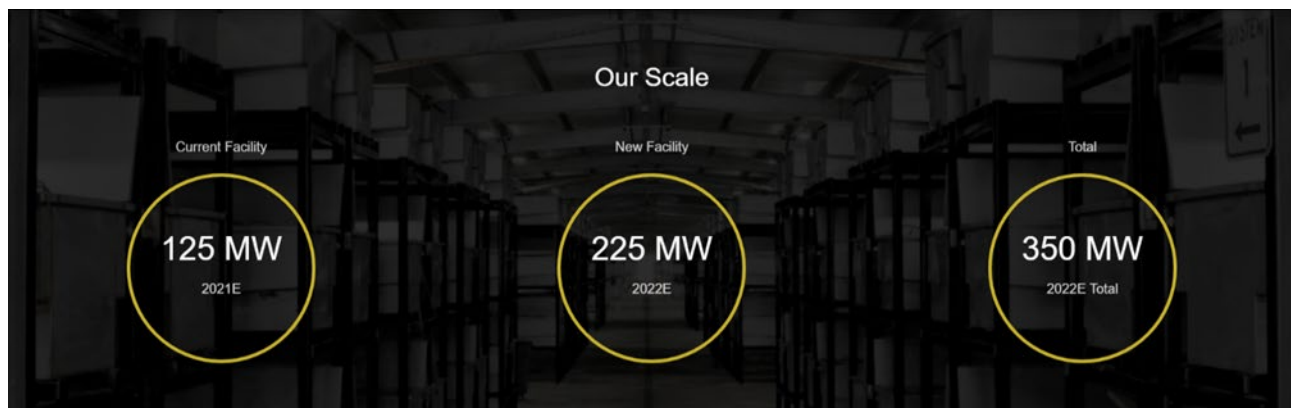 Our Scale
Current Facility
New Facility
Total
125 MW
225 MW
350 MW
2021E
2022E
2022E Total